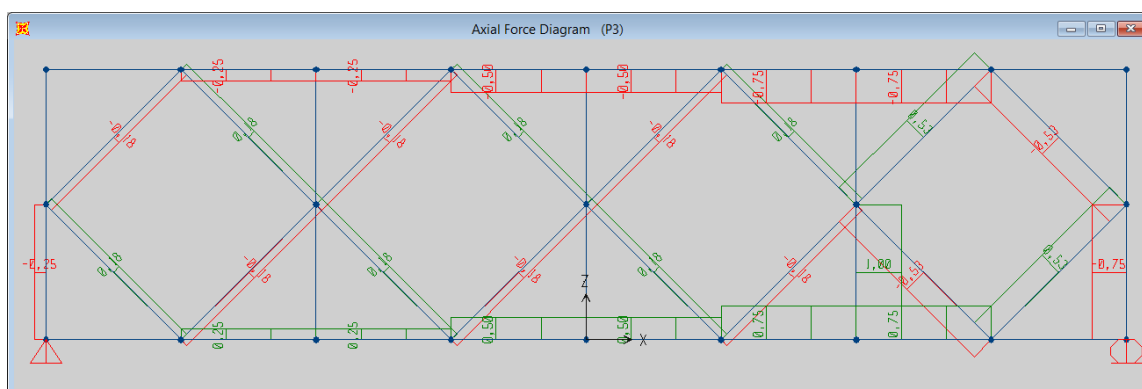 Axial Force Diagram (P3)
-0,25 -0,25 -0,50 -0,50 -0,75 -0,75
-0,18 0,18 -0,18 0,18 -0,18 0,18 0,53 -0,53
-0,25 0,18 -0,18 0,18 -0,18 0,18 -0,18 1,00 -0,53 0,53 -0,75
Z
0,25 0,25 0,50 0,50 0,75 0,75
X